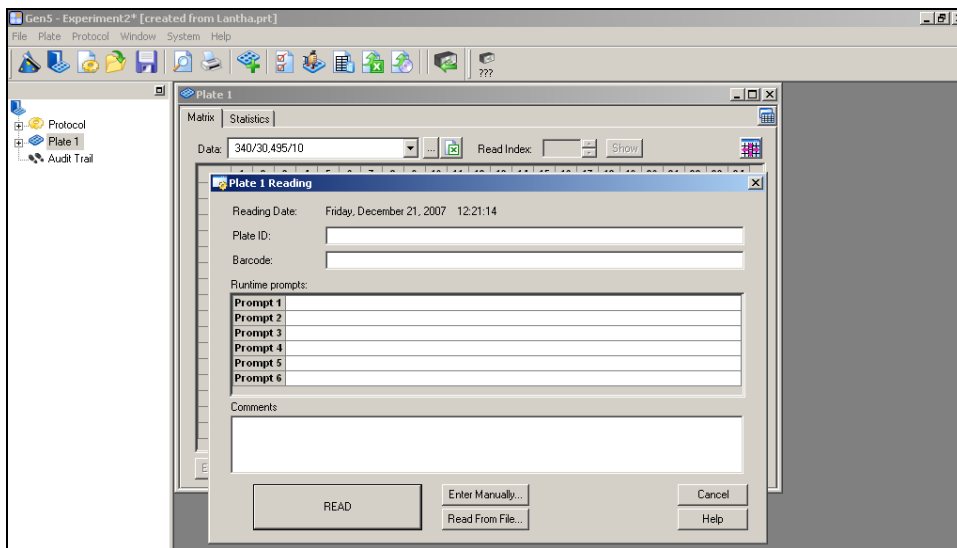 Gen5 - Experiment2* [created from Lantha.prt]
File Plate Protocol Window System Help
???
Protocol
Plate 1
Audit Trail
Plate 1
Matrix Statistics
Data: 340/30,495/10 ... Read Index: Show
Plate 1 Reading
Reading Date: Friday, December 21, 2007 12:21:14
Plate ID:
Barcode:
Runtime prompts:
Prompt 1
Prompt 2
Prompt 3
Prompt 4
Prompt 5
Prompt 6
Comments
READ
Enter Manually...
Cancel
Read From File...
Help